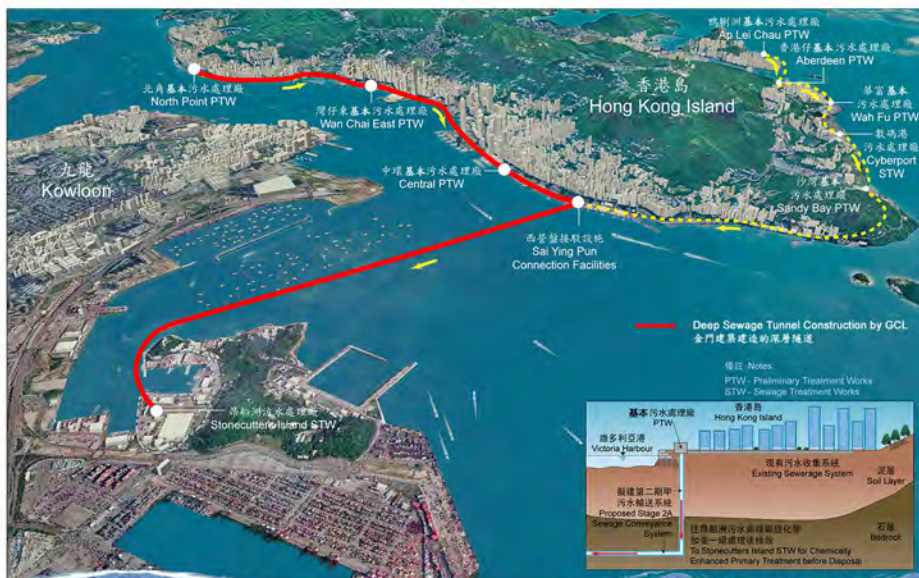 鴨脷洲基本污水處理廠
Ap Lei Chau PTW
香港仔基本污水處理廠
Aberdeen PTW
北角基本污水處理廠
North Point PTW
灣仔東基本污水處理廠
Wan Chai East PTW
香港島
Hong Kong Island
華富基本
污水處理廠
Wah Fu PTW
數碼港
污水處理廠
Cyberport
STW
九龍
Kowloon
中環基本污水處理廠
Central PTW
沙灣基本
污水處理廠
Sandy Bay PTW
西營盤接駁設施
Sai Ying Pun
Connection Facilities
Deep Sewage Tunnel Construction by GCL
金門建築建造的深層隧道
備註 Notes:
PTW - Preliminary Treatment Works
STW - Sewage Treatment Works
昂船洲污水處理廠
Stonecutters Island STW
基本污水處理廠
PTW
香港島
Hong Kong Island
維多利亞港
Victoria Harbour
現有污水收集系統
Existing Sewerage System
泥層
Soil Layer
擬建第二期甲
污水輸送系統
Proposed Stage 2A
Sewage Conveyance
System
往昂船洲污水處理廠進化學
加強一級處理後排放
To Stonecutters Island STW for Chemically
Enhanced Primary Treatment before Disposal
石層
Bedrock